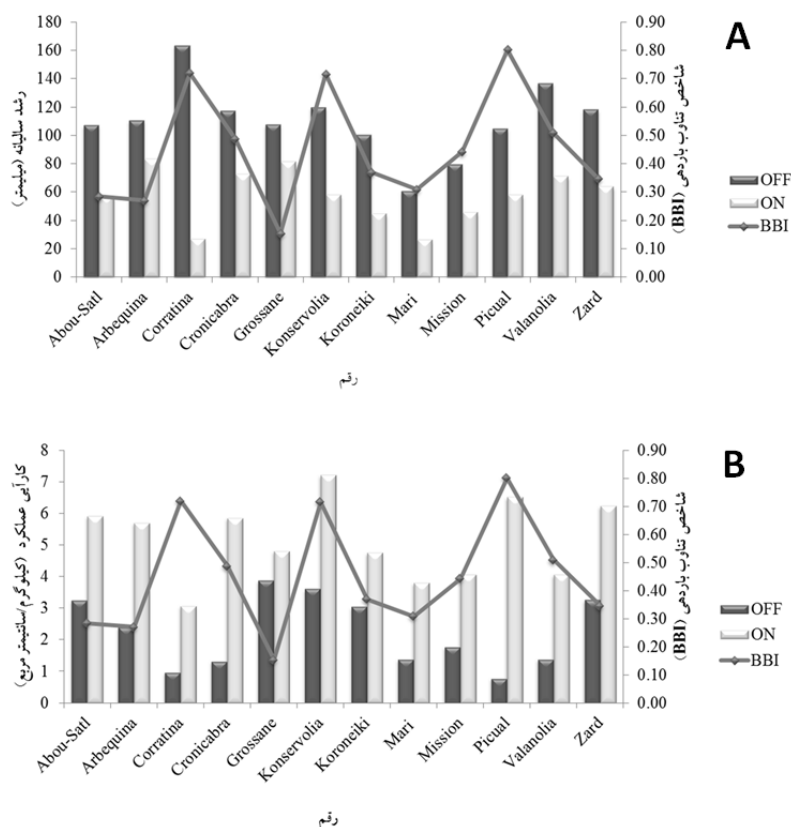 A
رشد سالیانه (میلیمتر)
180
160
140
120
100
80
60
40
20
0
0.90
0.80
0.70
0.60
0.50
0.40
0.30
0.20
0.10
0.00
شاخص تناوب باردهی (BBI)
OFF
ON
BBI
Abou-Satl
Arbequina
Corratina
Cronicabra
Grossane
Konservolia
Koroneiki
Mari
Mission
Picual
Valanolia
Zard
رقم
B
کارآیی عملکرد (کیلوگرم/سانتیمتر مربع)
8
7
6
5
4
3
2
1
0
0.90
0.80
0.70
0.60
0.50
0.40
0.30
0.20
0.10
0.00
شاخص تناوب باردهی (BBI)
OFF
ON
BBI
Abou-Satl
Arbequina
Corratina
Cronicabra
Grossane
Konservolia
Koroneiki
Mari
Mission
Picual
Valanolia
Zard
رقم